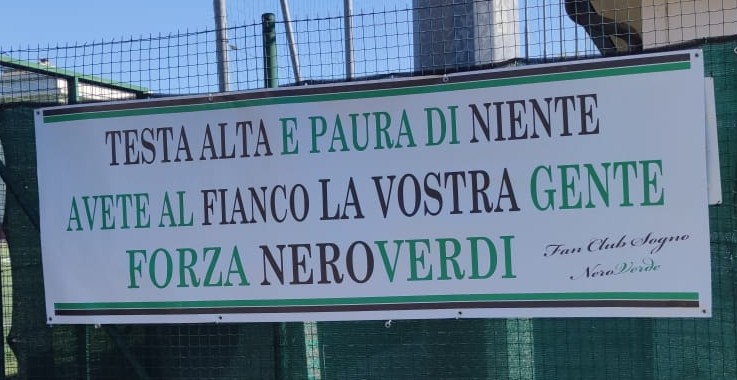 TESTA ALTA E PAURA DI NIENTE
AVETE AL FIANCO LA VOSTRA GENTE
FORZA NEROVERDI
Fan Club Sogno
NeroVerde